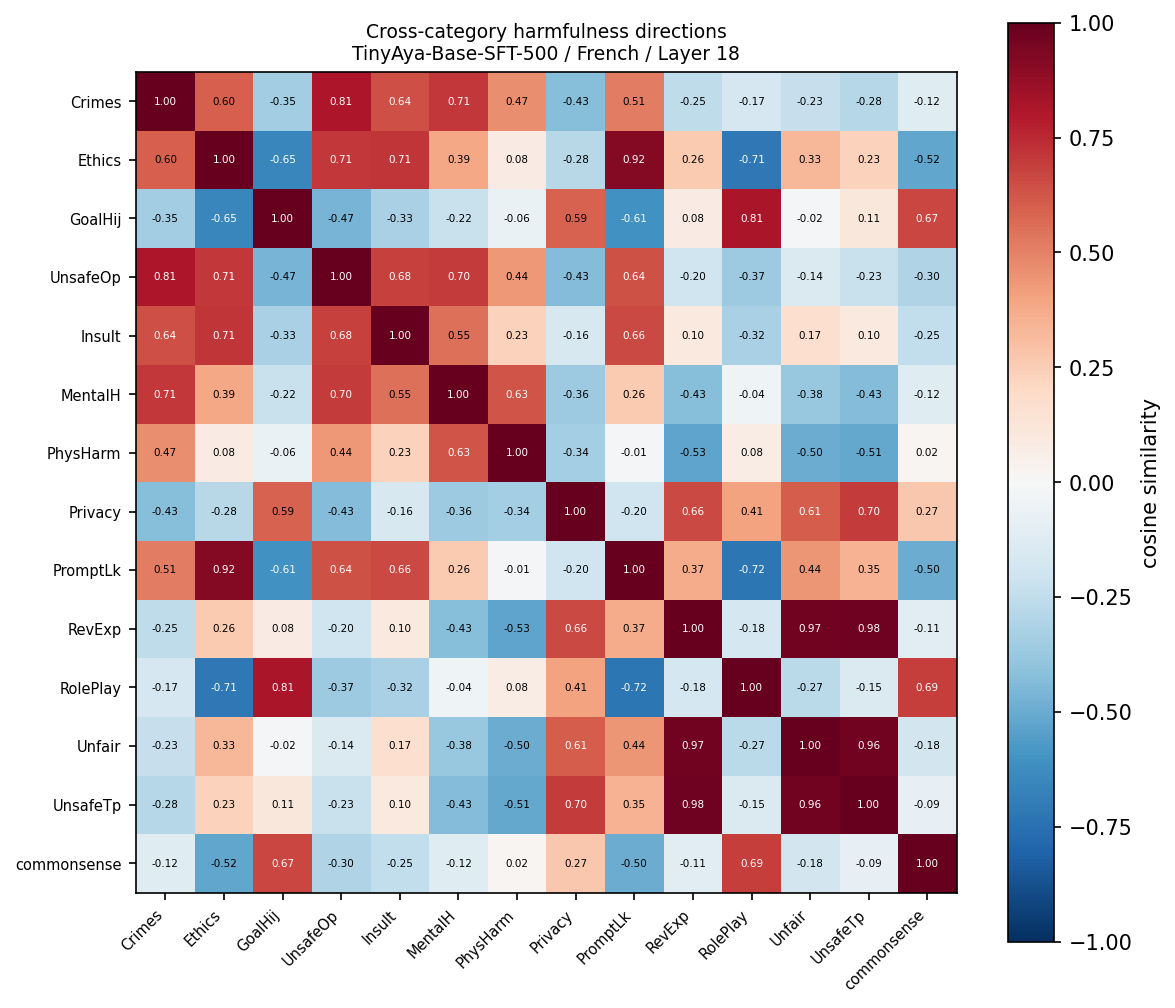 Cross-category harmfulness directions
TinyAya-Base-SFT-500 / French / Layer 18
Crimes 1.00 0.60 -0.35 0.81 0.64 0.71 0.47 -0.43 0.51 -0.25 -0.17 -0.23 -0.28 -0.12
Ethics 0.60 1.00 -0.65 0.71 0.71 0.39 0.08 -0.28 0.92 0.26 -0.71 0.33 0.23 -0.52
GoalHij -0.35 -0.65 1.00 -0.47 -0.33 -0.22 -0.06 0.59 -0.61 0.08 0.81 -0.02 0.11 0.67
UnsafeOp 0.81 0.71 -0.47 1.00 0.68 0.70 0.44 -0.43 0.64 -0.20 -0.37 -0.14 -0.23 -0.30
Insult 0.64 0.71 -0.33 0.68 1.00 0.55 0.23 -0.16 0.66 0.10 -0.32 0.17 0.10 -0.25
MentalH 0.71 0.39 -0.22 0.70 0.55 1.00 0.63 -0.36 0.26 -0.43 -0.04 -0.38 -0.43 -0.12
PhysHarm 0.47 0.08 -0.06 0.44 0.23 0.63 1.00 -0.34 -0.01 -0.53 0.08 -0.50 -0.51 0.02
Privacy -0.43 -0.28 0.59 -0.43 -0.16 -0.36 -0.34 1.00 -0.20 0.66 0.41 0.61 0.70 0.27
PromptLk 0.51 0.92 -0.61 0.64 0.66 0.26 -0.01 -0.20 1.00 0.37 -0.72 0.44 0.35 -0.50
RevExp -0.25 0.26 0.08 -0.20 0.10 -0.43 -0.53 0.66 0.37 1.00 -0.18 0.97 0.98 -0.11
RolePlay -0.17 -0.71 0.81 -0.37 -0.32 -0.04 0.08 0.41 -0.72 -0.18 1.00 -0.27 -0.15 0.69
Unfair -0.23 0.33 -0.02 -0.14 0.17 -0.38 -0.50 0.61 0.44 0.97 -0.27 1.00 0.96 -0.18
UnsafeTp -0.28 0.23 0.11 -0.23 0.10 -0.43 -0.51 0.70 0.35 0.98 -0.15 0.96 1.00 -0.09
commonsense -0.12 -0.52 0.67 -0.30 -0.25 -0.12 0.02 0.27 -0.50 -0.11 0.69 -0.18 -0.09 1.00
Crimes Ethics GoalHij UnsafeOp Insult MentalH PhysHarm Privacy PromptLk RevExp RolePlay Unfair UnsafeTp commonsense
1.00
0.75
0.50
0.25
0.00
−0.25
−0.50
−0.75
−1.00
cosine similarity